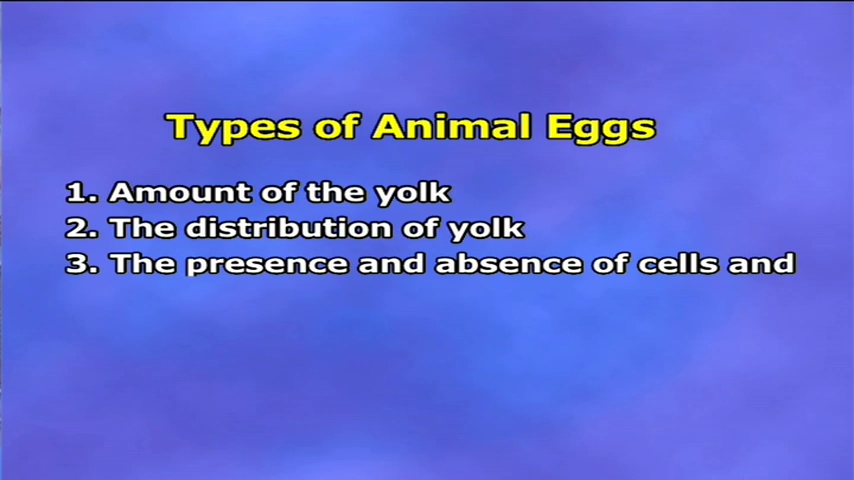 Types of Animal Eggs
1. Amount of the yolk
2. The distribution of yolk
3. The presence and absence of cells and